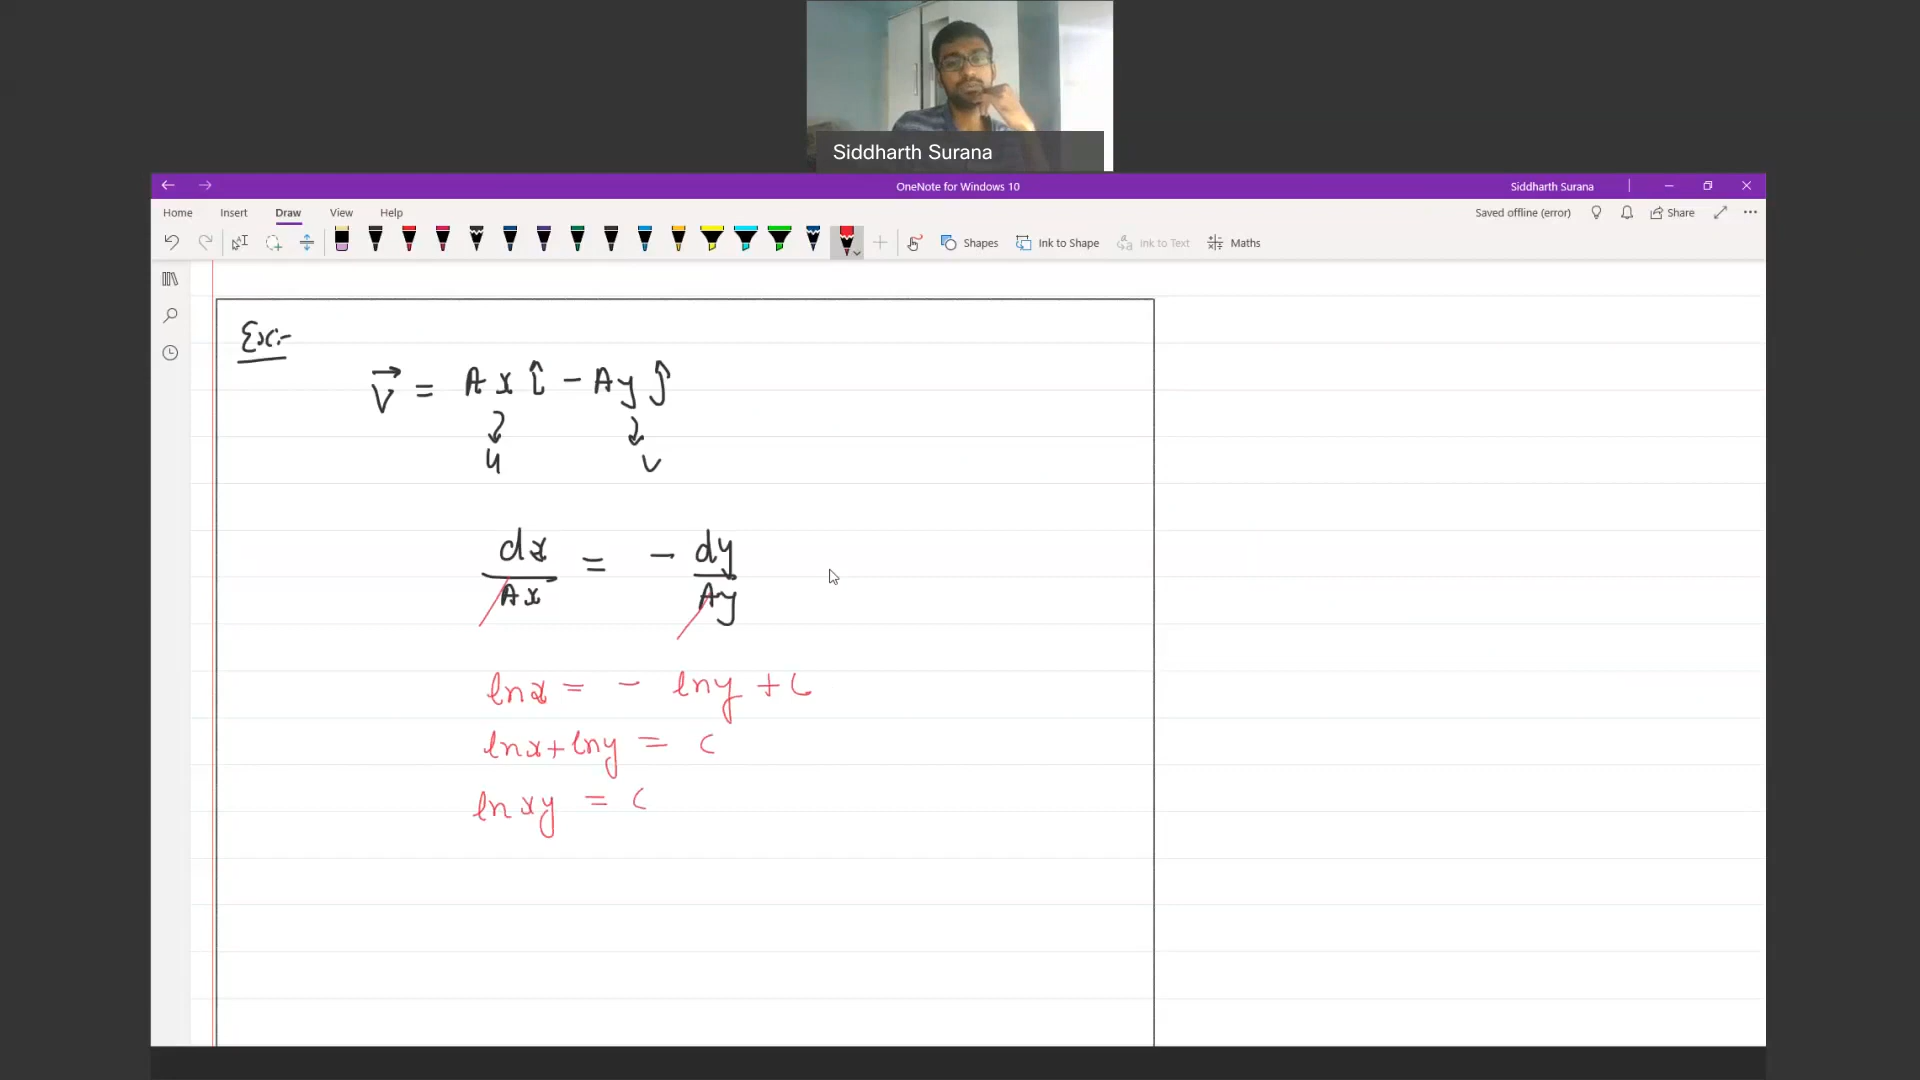 Siddharth Surana
OneNote for Windows 10
Siddharth Surana
Home Insert Draw View Help
Saved offline (error) Share
Shapes Ink to Shape Ink to Text Maths
Ex:-
V⃗ = Ax î − Ay ĵ
u v
dx/Ax = − dy/Ay
ln x = − ln y + C
ln x + ln y = C
ln xy = C